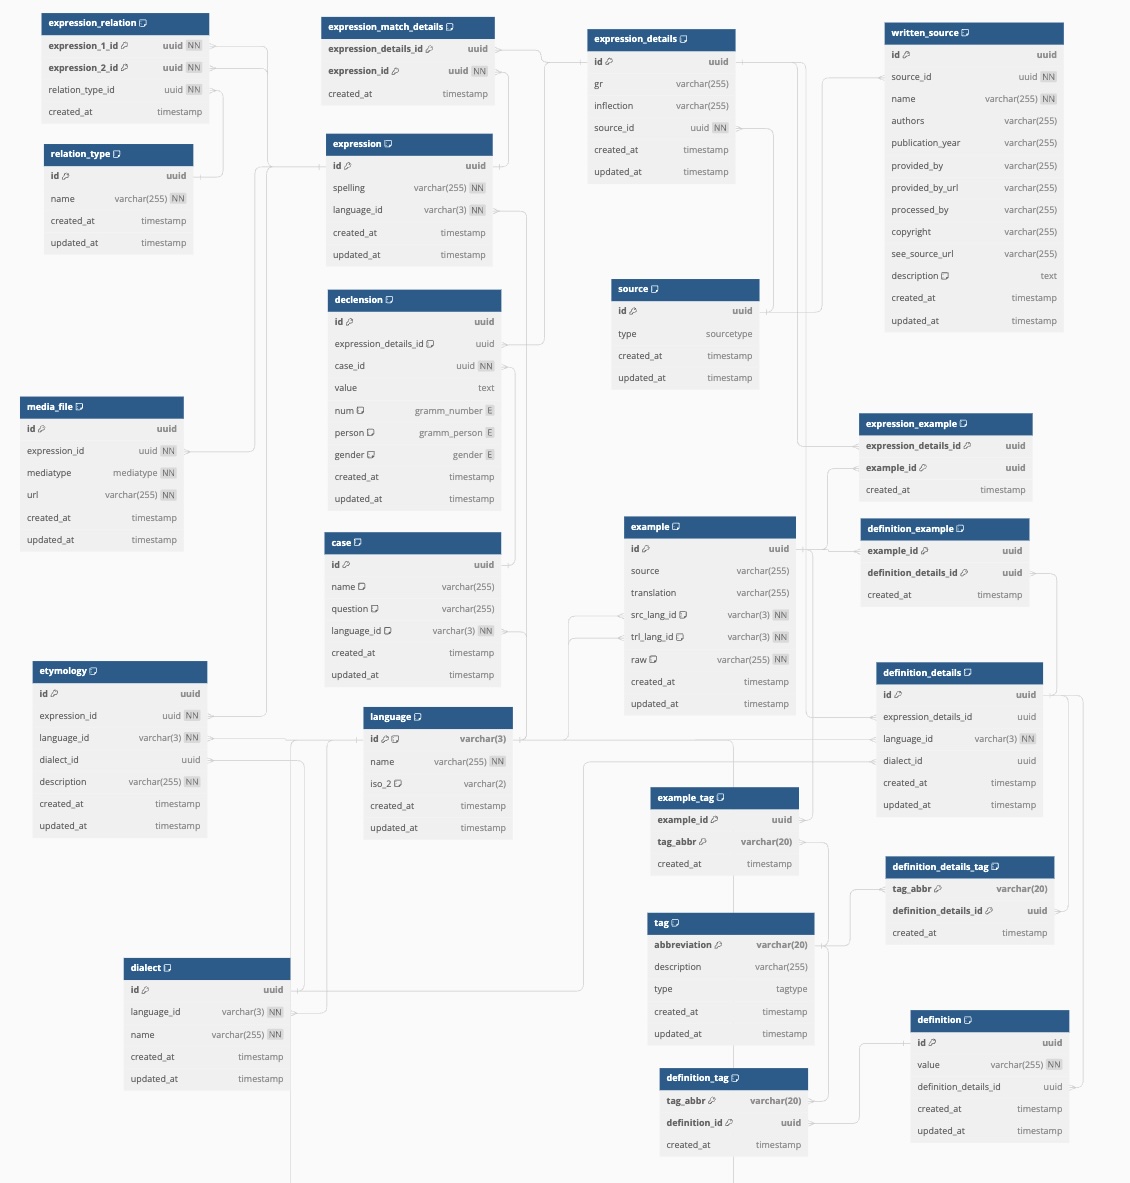 expression_relation
expression_1_id uuid NN
expression_2_id uuid NN
relation_type_id uuid NN
created_at timestamp
expression_match_details
expression_details_id uuid
expression_id uuid NN
created_at timestamp
expression_details
id uuid
gr varchar(255)
inflection varchar(255)
source_id uuid NN
created_at timestamp
updated_at timestamp
written_source
id uuid
source_id uuid NN
name varchar(255) NN
authors varchar(255)
publication_year varchar(255)
provided_by varchar(255)
provided_by_url varchar(255)
processed_by varchar(255)
copyright varchar(255)
see_source_url varchar(255)
description text
created_at timestamp
updated_at timestamp
relation_type
id uuid
name varchar(255) NN
created_at timestamp
updated_at timestamp
expression
id uuid
spelling varchar(255) NN
language_id varchar(3) NN
created_at timestamp
updated_at timestamp
declension
id uuid
expression_details_id uuid
case_id uuid NN
value text
num gramm_number E
person gramm_person E
gender gender E
created_at timestamp
updated_at timestamp
source
id uuid
type sourcetype
created_at timestamp
updated_at timestamp
media_file
id uuid
expression_id uuid NN
mediatype mediatype NN
url varchar(255) NN
created_at timestamp
updated_at timestamp
expression_example
expression_details_id uuid
example_id uuid
created_at timestamp
case
id uuid
name varchar(255)
question varchar(255)
language_id varchar(3) NN
created_at timestamp
updated_at timestamp
example
id uuid
source varchar(255)
translation varchar(255)
src_lang_id varchar(3) NN
trl_lang_id varchar(3) NN
raw varchar(255) NN
created_at timestamp
updated_at timestamp
definition_example
example_id uuid
definition_details_id uuid
created_at timestamp
etymology
id uuid
expression_id uuid NN
language_id varchar(3) NN
dialect_id uuid
description varchar(255) NN
created_at timestamp
updated_at timestamp
language
id varchar(3)
name varchar(255) NN
iso_2 varchar(2)
created_at timestamp
updated_at timestamp
definition_details
id uuid
expression_details_id uuid
language_id varchar(3) NN
dialect_id uuid
created_at timestamp
updated_at timestamp
example_tag
example_id uuid
tag_abbr varchar(20)
created_at timestamp
definition_details_tag
tag_abbr varchar(20)
definition_details_id uuid
created_at timestamp
tag
abbreviation varchar(20)
description varchar(255)
type tagtype
created_at timestamp
updated_at timestamp
dialect
id uuid
language_id varchar(3) NN
name varchar(255) NN
created_at timestamp
updated_at timestamp
definition
id uuid
value varchar(255) NN
definition_details_id uuid
created_at timestamp
updated_at timestamp
definition_tag
tag_abbr varchar(20)
definition_id uuid
created_at timestamp